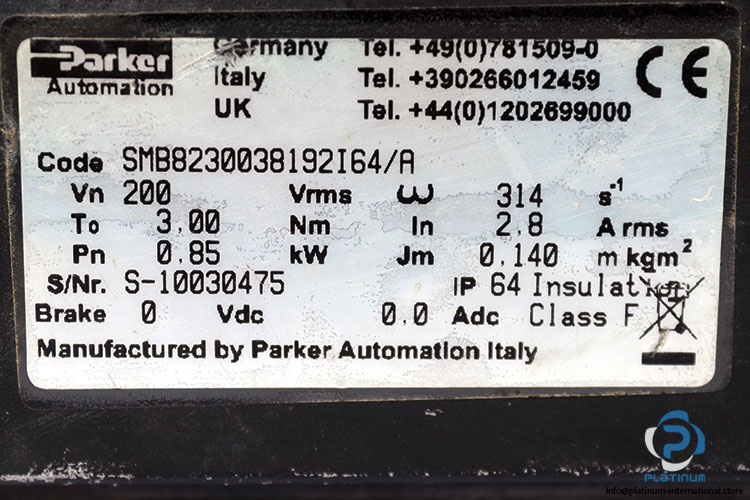 Parker
Automation
Germany Tel. +49(0)781509-0
Italy Tel. +390266012459
UK Tel. +44(0)1202699000
CE
Code SMB8230038192I64/A
Vn 200 Vrms ω 314 s-1
To 3,00 Nm In 2,8 A rms
Pn 0,85 kW Jm 0,140 m kgm2
S/Nr. S-10030475 IP 64 Insulation
Brake 0 Vdc 0,0 Adc Class F
Manufactured by Parker Automation Italy
PLATINUM
info@platinum-international.store